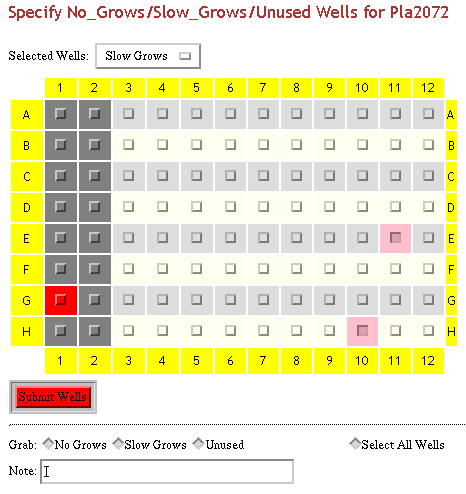 Specify No_Grows/Slow_Grows/Unused Wells for Pla2072
Selected Wells: Slow Grows
1 2 3 4 5 6 7 8 9 10 11 12
A A
B B
C C
D D
E E
F F
G G
H H
1 2 3 4 5 6 7 8 9 10 11 12
Submit Wells
Grab: No Grows Slow Grows Unused Select All Wells
Note: